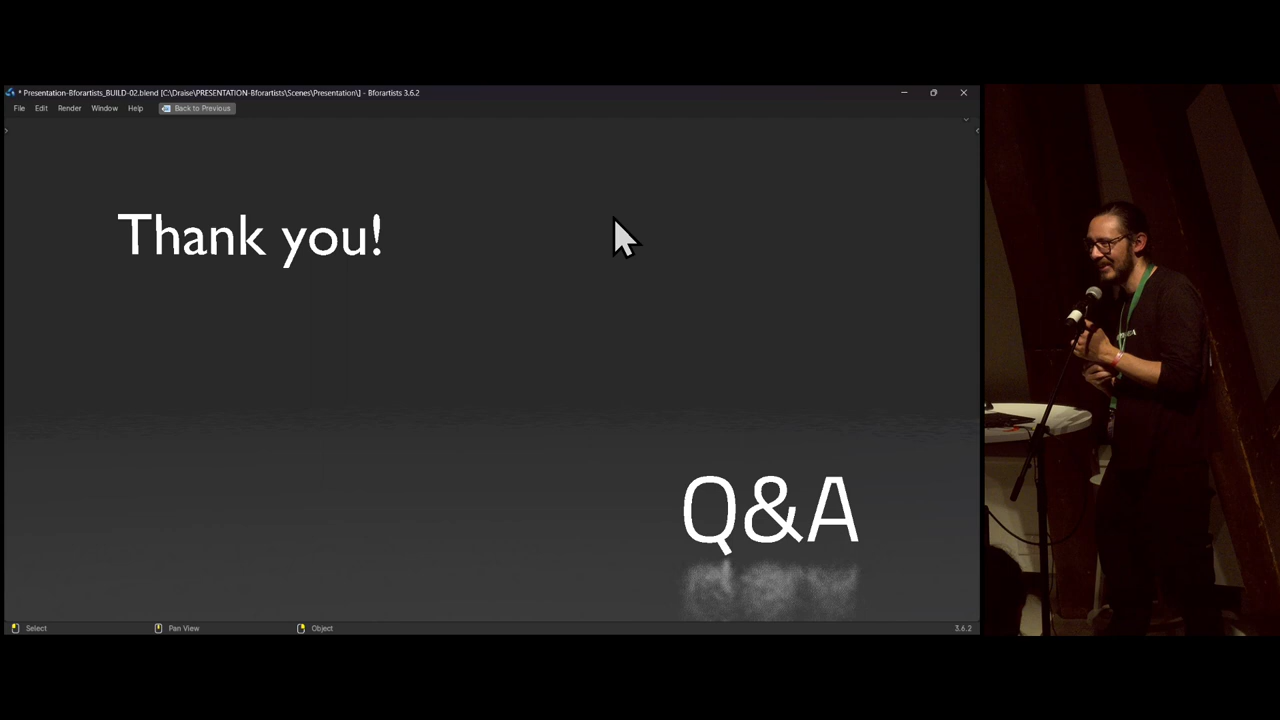 * Presentation-Bforartists_BUILD-02.blend [C:\Draise\PRESENTATION-Bforartists\Scenes\Presentation\] - Bforartists 3.6.2
File Edit Render Window Help Back to Previous
Thank you!
Q&A
Select Pan View Object 3.6.2